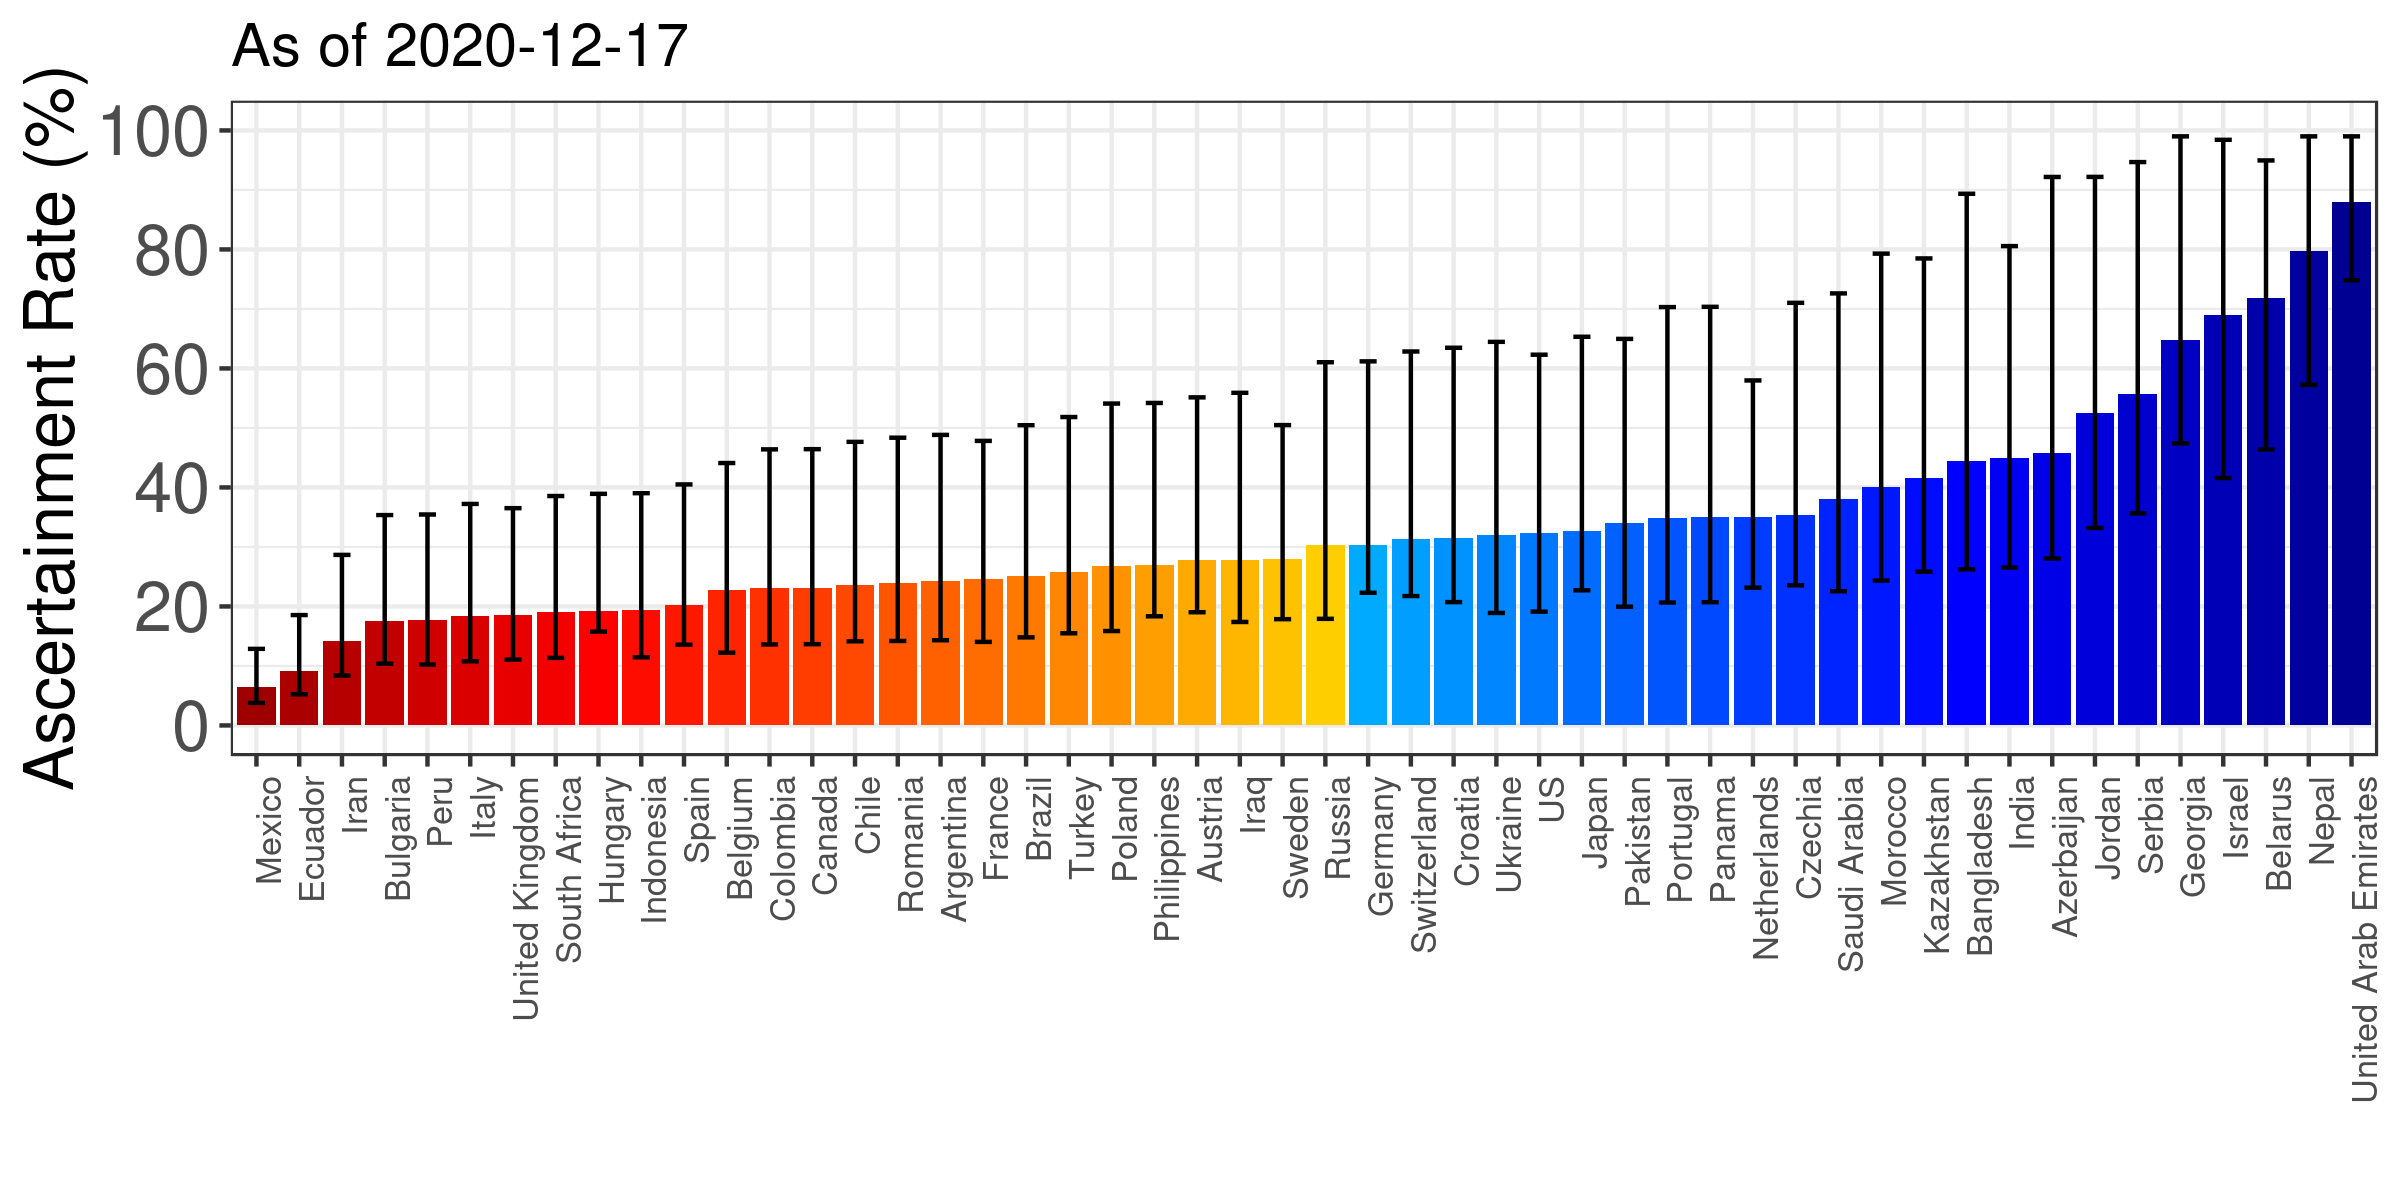 As of 2020-12-17
Ascertainment Rate (%)
100
80
60
40
20
0
Mexico
Ecuador
Iran
Bulgaria
Peru
Italy
United Kingdom
South Africa
Hungary
Indonesia
Spain
Belgium
Colombia
Canada
Chile
Romania
Argentina
France
Brazil
Turkey
Poland
Philippines
Austria
Iraq
Sweden
Russia
Germany
Switzerland
Croatia
Ukraine
US
Japan
Pakistan
Portugal
Panama
Netherlands
Czechia
Saudi Arabia
Morocco
Kazakhstan
Bangladesh
India
Azerbaijan
Jordan
Serbia
Georgia
Israel
Belarus
Nepal
United Arab Emirates